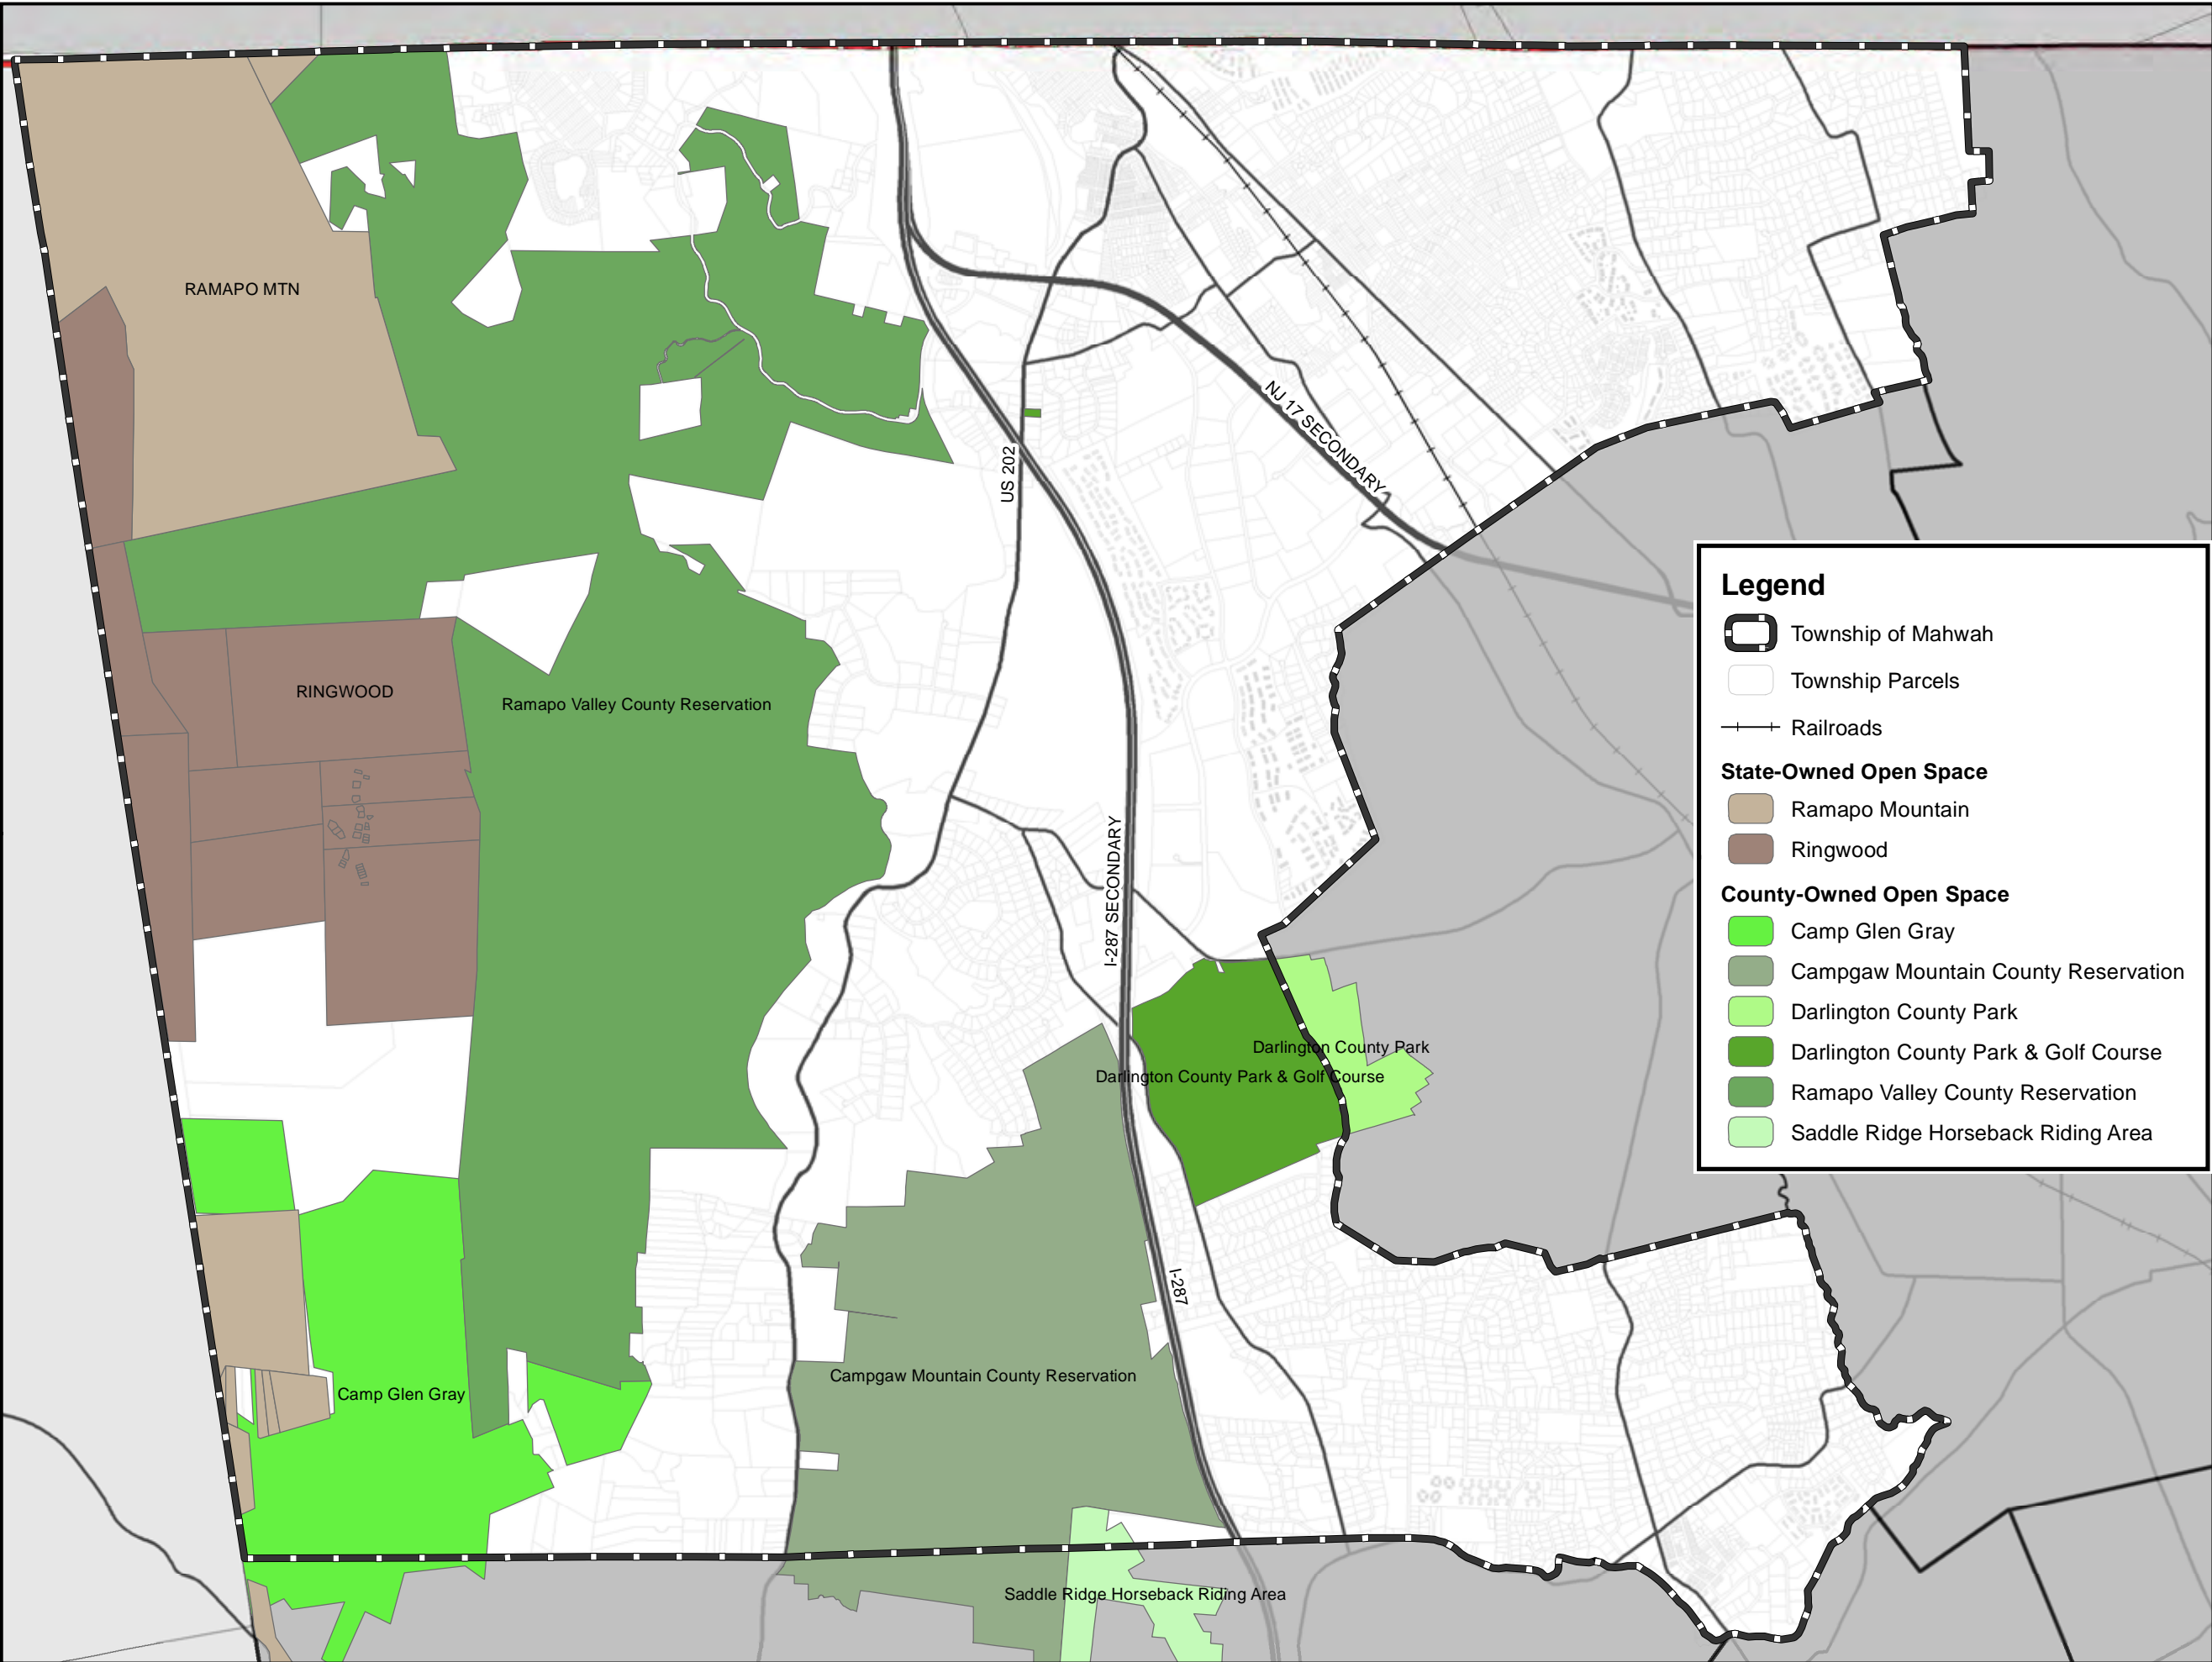 RAMAPO MTN
NJ 17 SECONDARY
US 202
RINGWOOD
Ramapo Valley County Reservation
I-287 SECONDARY
Darlington County Park
Darlington County Park & Golf Course
I-287
Campgaw Mountain County Reservation
Camp Glen Gray
Saddle Ridge Horseback Riding Area
Legend
Township of Mahwah
Township Parcels
Railroads
State-Owned Open Space
Ramapo Mountain
Ringwood
County-Owned Open Space
Camp Glen Gray
Campgaw Mountain County Reservation
Darlington County Park
Darlington County Park & Golf Course
Ramapo Valley County Reservation
Saddle Ridge Horseback Riding Area